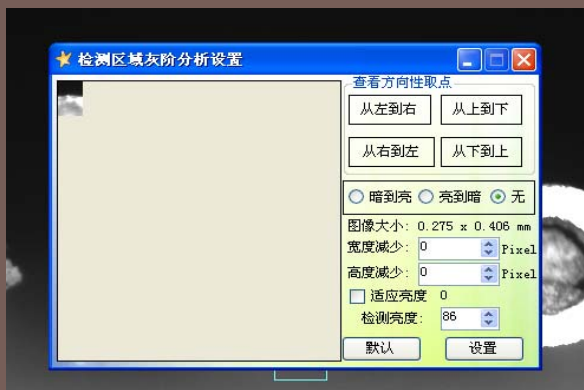 检测区域灰阶分析设置
查看方向性取点
从左到右 从上到下
从右到左 从下到上
暗到亮 亮到暗 无
图像大小: 0.275 x 0.406 mm
宽度减少: 0 Pixel
高度减少: 0 Pixel
适应亮度 0
检测亮度: 86
默认 设置